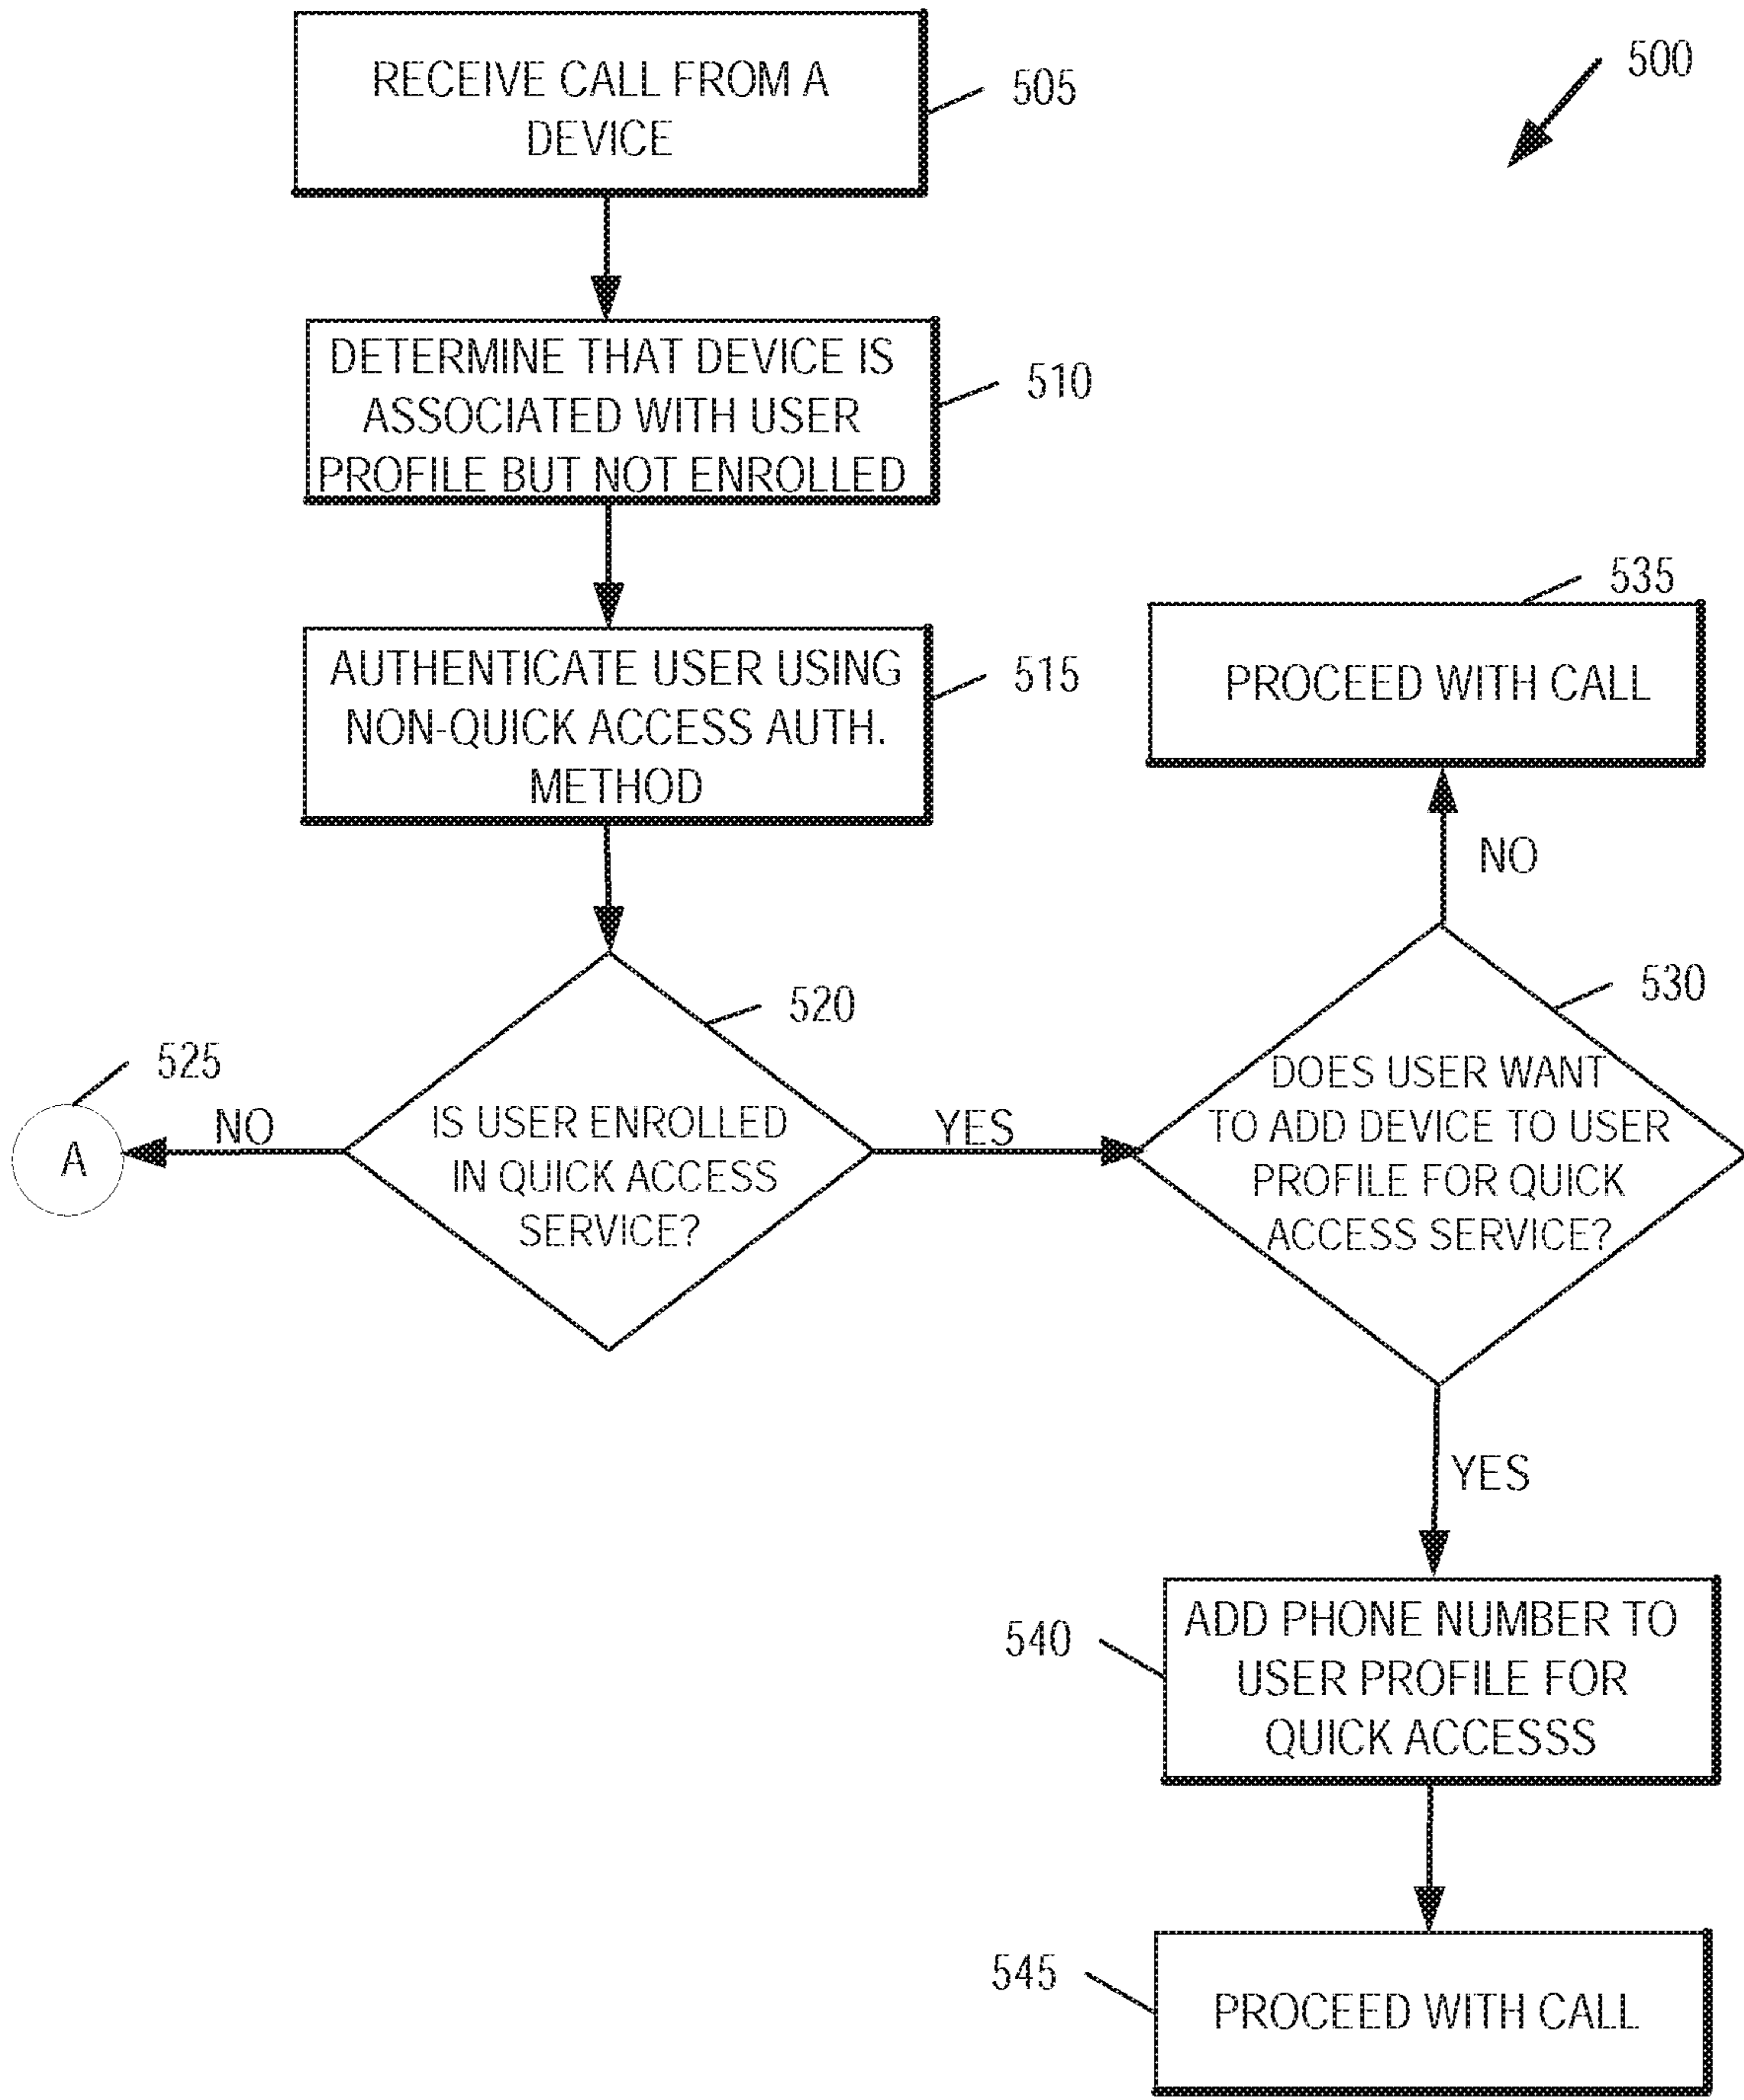 RECEIVE CALL FROM A
DEVICE
505
500
DETERMINE THAT DEVICE IS
ASSOCIATED WITH USER
PROFILE BUT NOT ENROLLED
510
AUTHENTICATE USER USING
NON-QUICK ACCESS AUTH.
METHOD
515
535
PROCEED WITH CALL
NO
520
IS USER ENROLLED
IN QUICK ACCESS
SERVICE?
525
A
NO
YES
530
DOES USER WANT
TO ADD DEVICE TO USER
PROFILE FOR QUICK
ACCESS SERVICE?
YES
540
ADD PHONE NUMBER TO
USER PROFILE FOR
QUICK ACCESSS
545
PROCEED WITH CALL